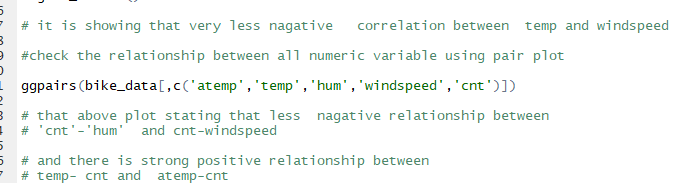 # it is showing that very less nagative   correlation between  temp and windspeed
#check the relationship between all numeric variable using pair plot
ggpairs(bike_data[,c('atemp','temp','hum','windspeed','cnt')])
# that above plot stating that less  nagative relationship between
# 'cnt'-'hum'  and cnt-windspeed
# and there is strong positive relationship between
# temp- cnt and  atemp-cnt